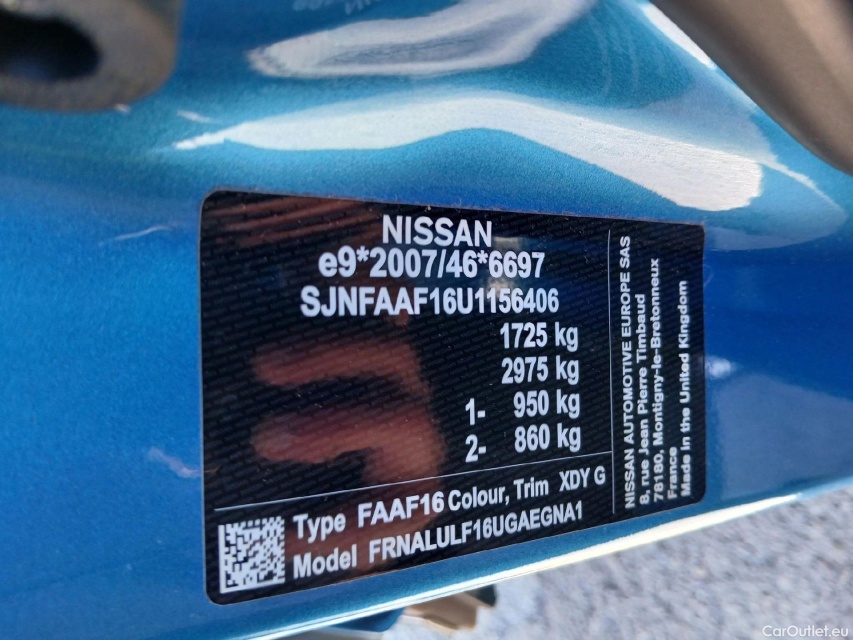 NISSAN
e9*2007/46*6697
SJNFAAF16U1156406
1725 kg
2975 kg
1- 950 kg
2- 860 kg
Type FAAF16 Colour, Trim XDY G
Model FRNALULF16UGAEGNA1
NISSAN AUTOMOTIVE EUROPE SAS
8, rue Jean Pierre Timbaud
78180, Montigny-le-Bretonneux
France
Made in the United Kingdom
CarOutlet.eu